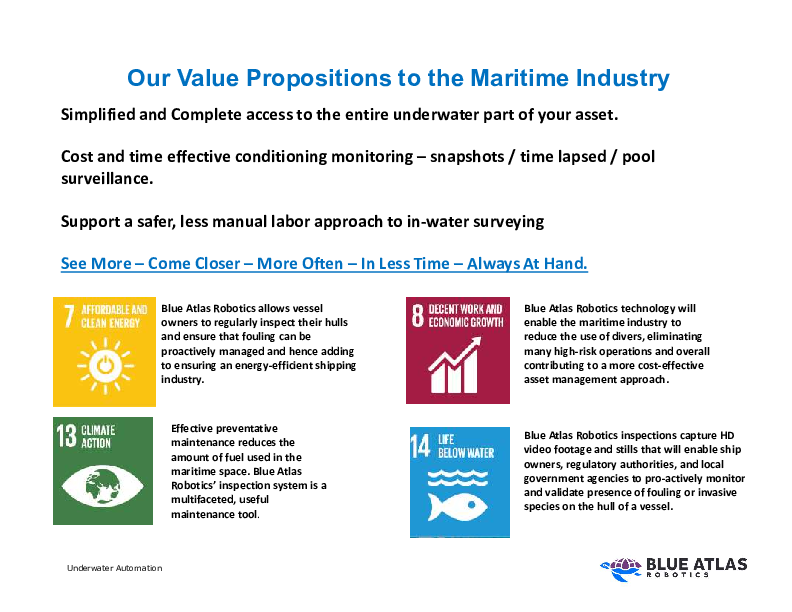 Our Value Propositions to the Maritime Industry
Simplified and Complete access to the entire underwater part of your asset.
Cost and time effective conditioning monitoring – snapshots / time lapsed / pool
surveillance.
Support a safer, less manual labor approach to in-water surveying
See More – Come Closer – More Often – In Less Time – Always At Hand.
7 AFFORDABLE AND
CLEAN ENERGY
Blue Atlas Robotics allows vessel
owners to regularly inspect their hulls
and ensure that fouling can be
proactively managed and hence adding
to ensuring an energy-efficient shipping
industry.
8 DECENT WORK AND
ECONOMIC GROWTH
Blue Atlas Robotics technology will
enable the maritime industry to
reduce the use of divers, eliminating
many high-risk operations and overall
contributing to a more cost-effective
asset management approach.
13 CLIMATE
ACTION
Effective preventative
maintenance reduces the
amount of fuel used in the
maritime space. Blue Atlas
Robotics’ inspection system is a
multifaceted, useful
maintenance tool.
14 LIFE
BELOW WATER
Blue Atlas Robotics inspections capture HD
video footage and stills that will enable ship
owners, regulatory authorities, and local
government agencies to pro-actively monitor
and validate presence of fouling or invasive
species on the hull of a vessel.
Underwater Automation
BLUE ATLAS
ROBOTICS